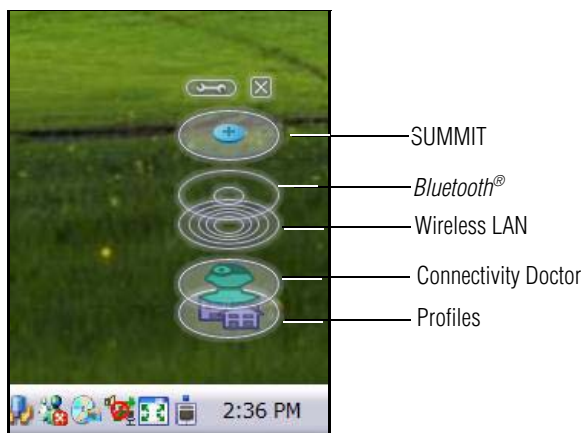 SUMMIT
Bluetooth®
Wireless LAN
Connectivity Doctor
Profiles
2:36 PM